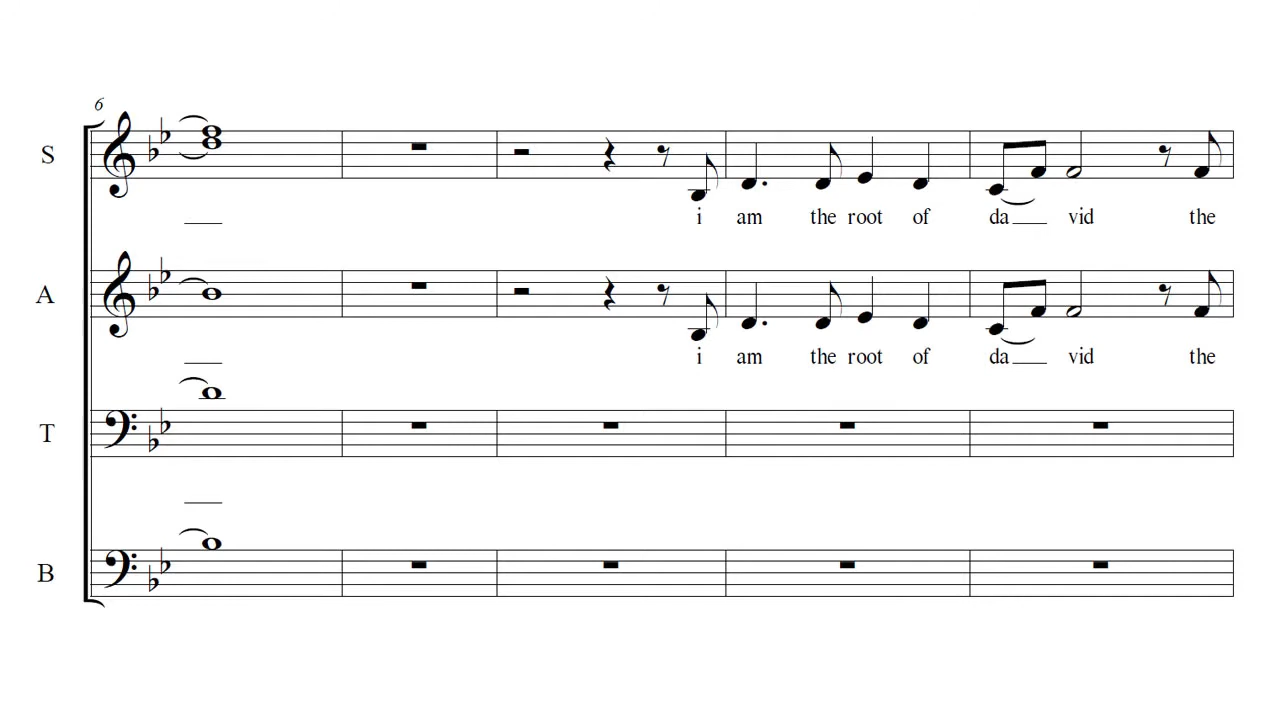 6
S
i am the root of da vid the
A
i am the root of da vid the
T
B